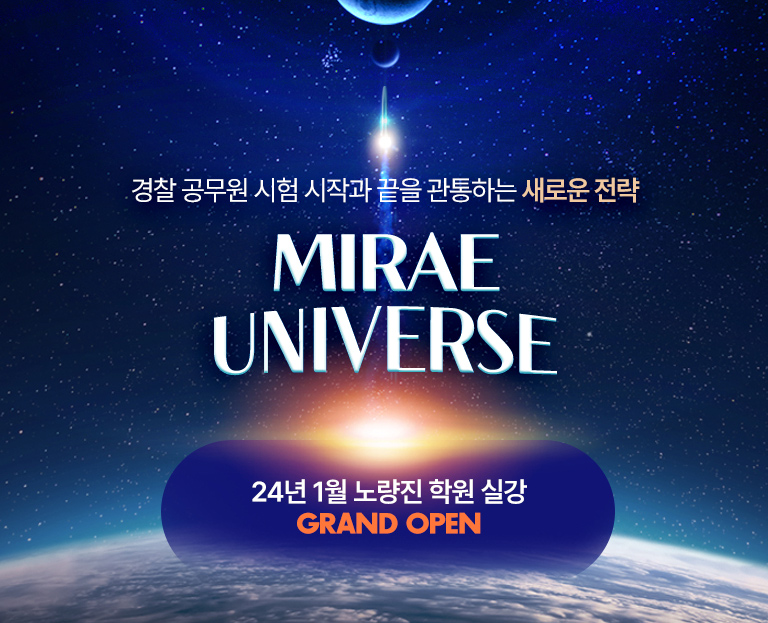 경찰 공무원 시험 시작과 끝을 관통하는 새로운 전략
MIRAE
UNIVERSE
24년 1월 노량진 학원 실강
GRAND OPEN